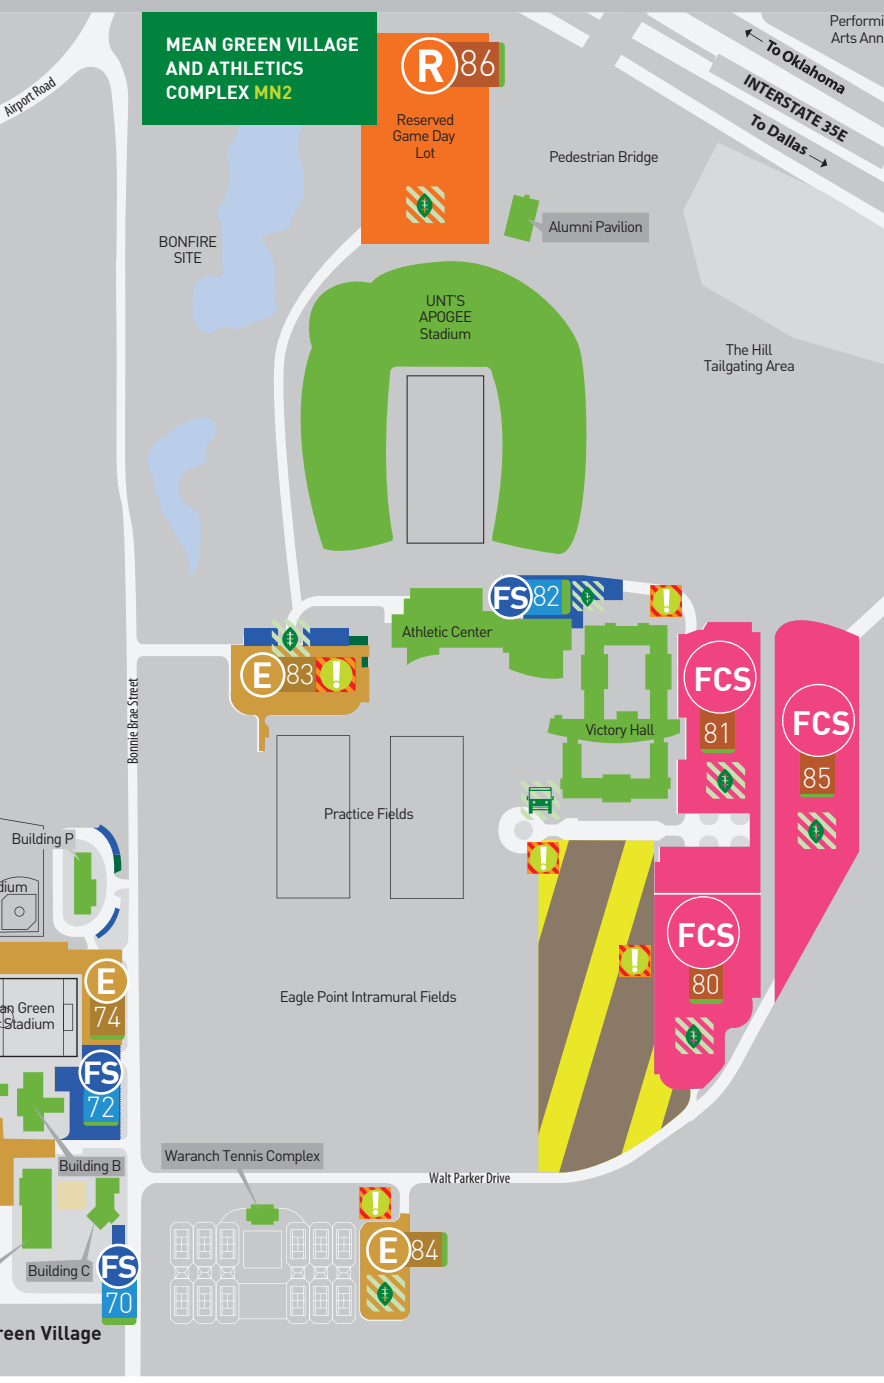 Performi
Arts Ann
MEAN GREEN VILLAGE
AND ATHLETICS
COMPLEX MN2
R 86
To Oklahoma
INTERSTATE 35E
To Dallas
Airport Road
Reserved
Game Day
Lot
Pedestrian Bridge
Alumni Pavilion
BONFIRE
SITE
UNT'S
APOGEE
Stadium
The Hill
Tailgating Area
FS 82
!
Athletic Center
E 83 !
FCS
81
FCS
85
Bonnie Brae Street
Victory Hall
Practice Fields
Building P
!
dium
FCS
80
!
E
74
an Green
Stadium
Eagle Point Intramural Fields
FS
72
Building B
Waranch Tennis Complex
Walt Parker Drive
!
E 84
Building C
FS
70
reen Village